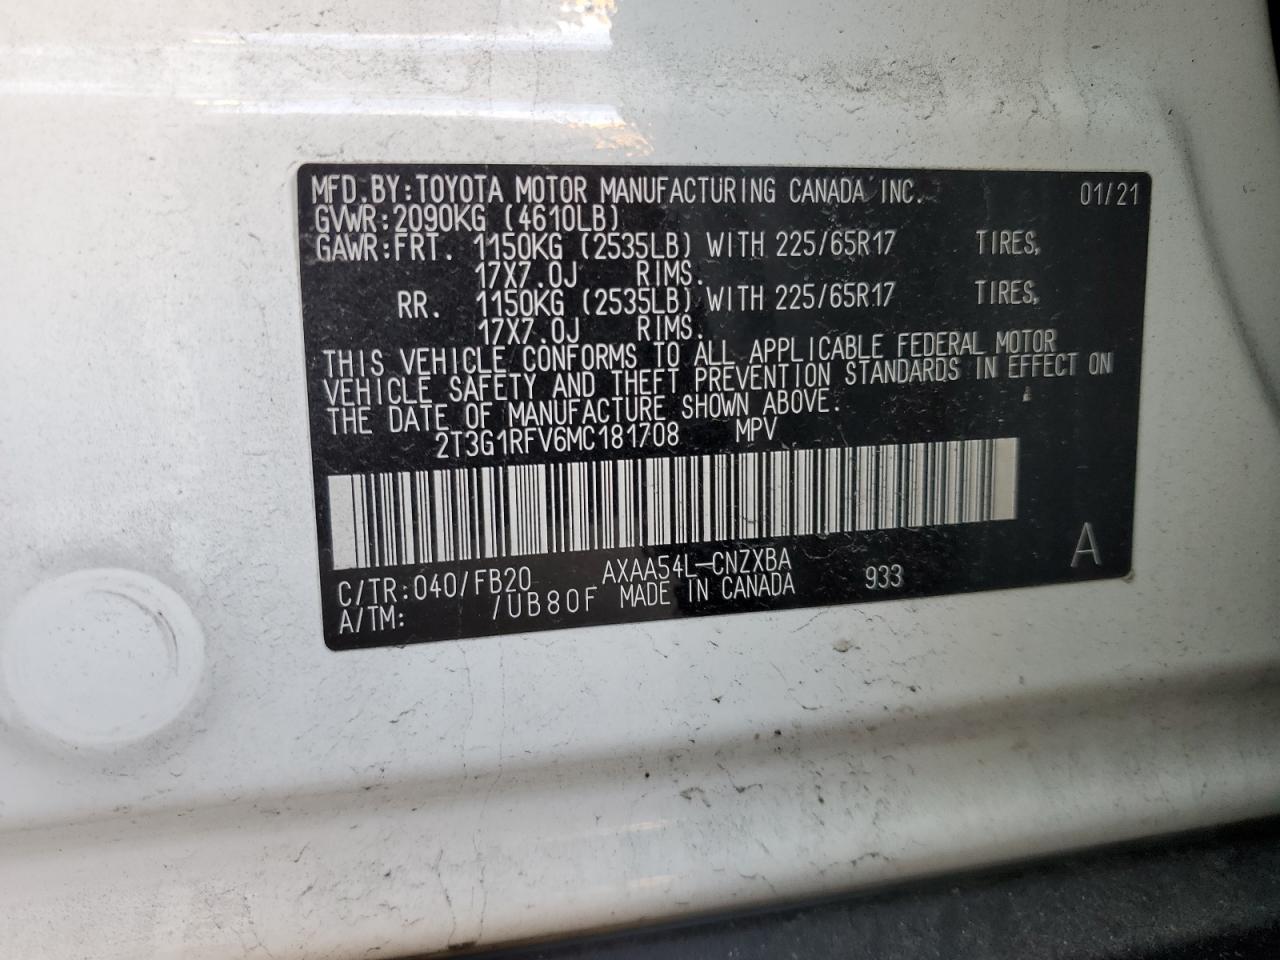 MFD.BY:TOYOTA MOTOR MANUFACTURING CANADA INC. 01/21
GVWR:2090KG (4610LB)
GAWR:FRT. 1150KG (2535LB) WITH 225/65R17 TIRES,
17X7.0J RIMS.
RR. 1150KG (2535LB) WITH 225/65R17 TIRES,
17X7.0J RIMS.
THIS VEHICLE CONFORMS TO ALL APPLICABLE FEDERAL MOTOR
VEHICLE SAFETY AND THEFT PREVENTION STANDARDS IN EFFECT ON
THE DATE OF MANUFACTURE SHOWN ABOVE.
2T3G1RFV6MC181708 MPV
A
C/TR:040/FB20 AXAA54L-CNZXBA 933
A/TM: /UB80F MADE IN CANADA